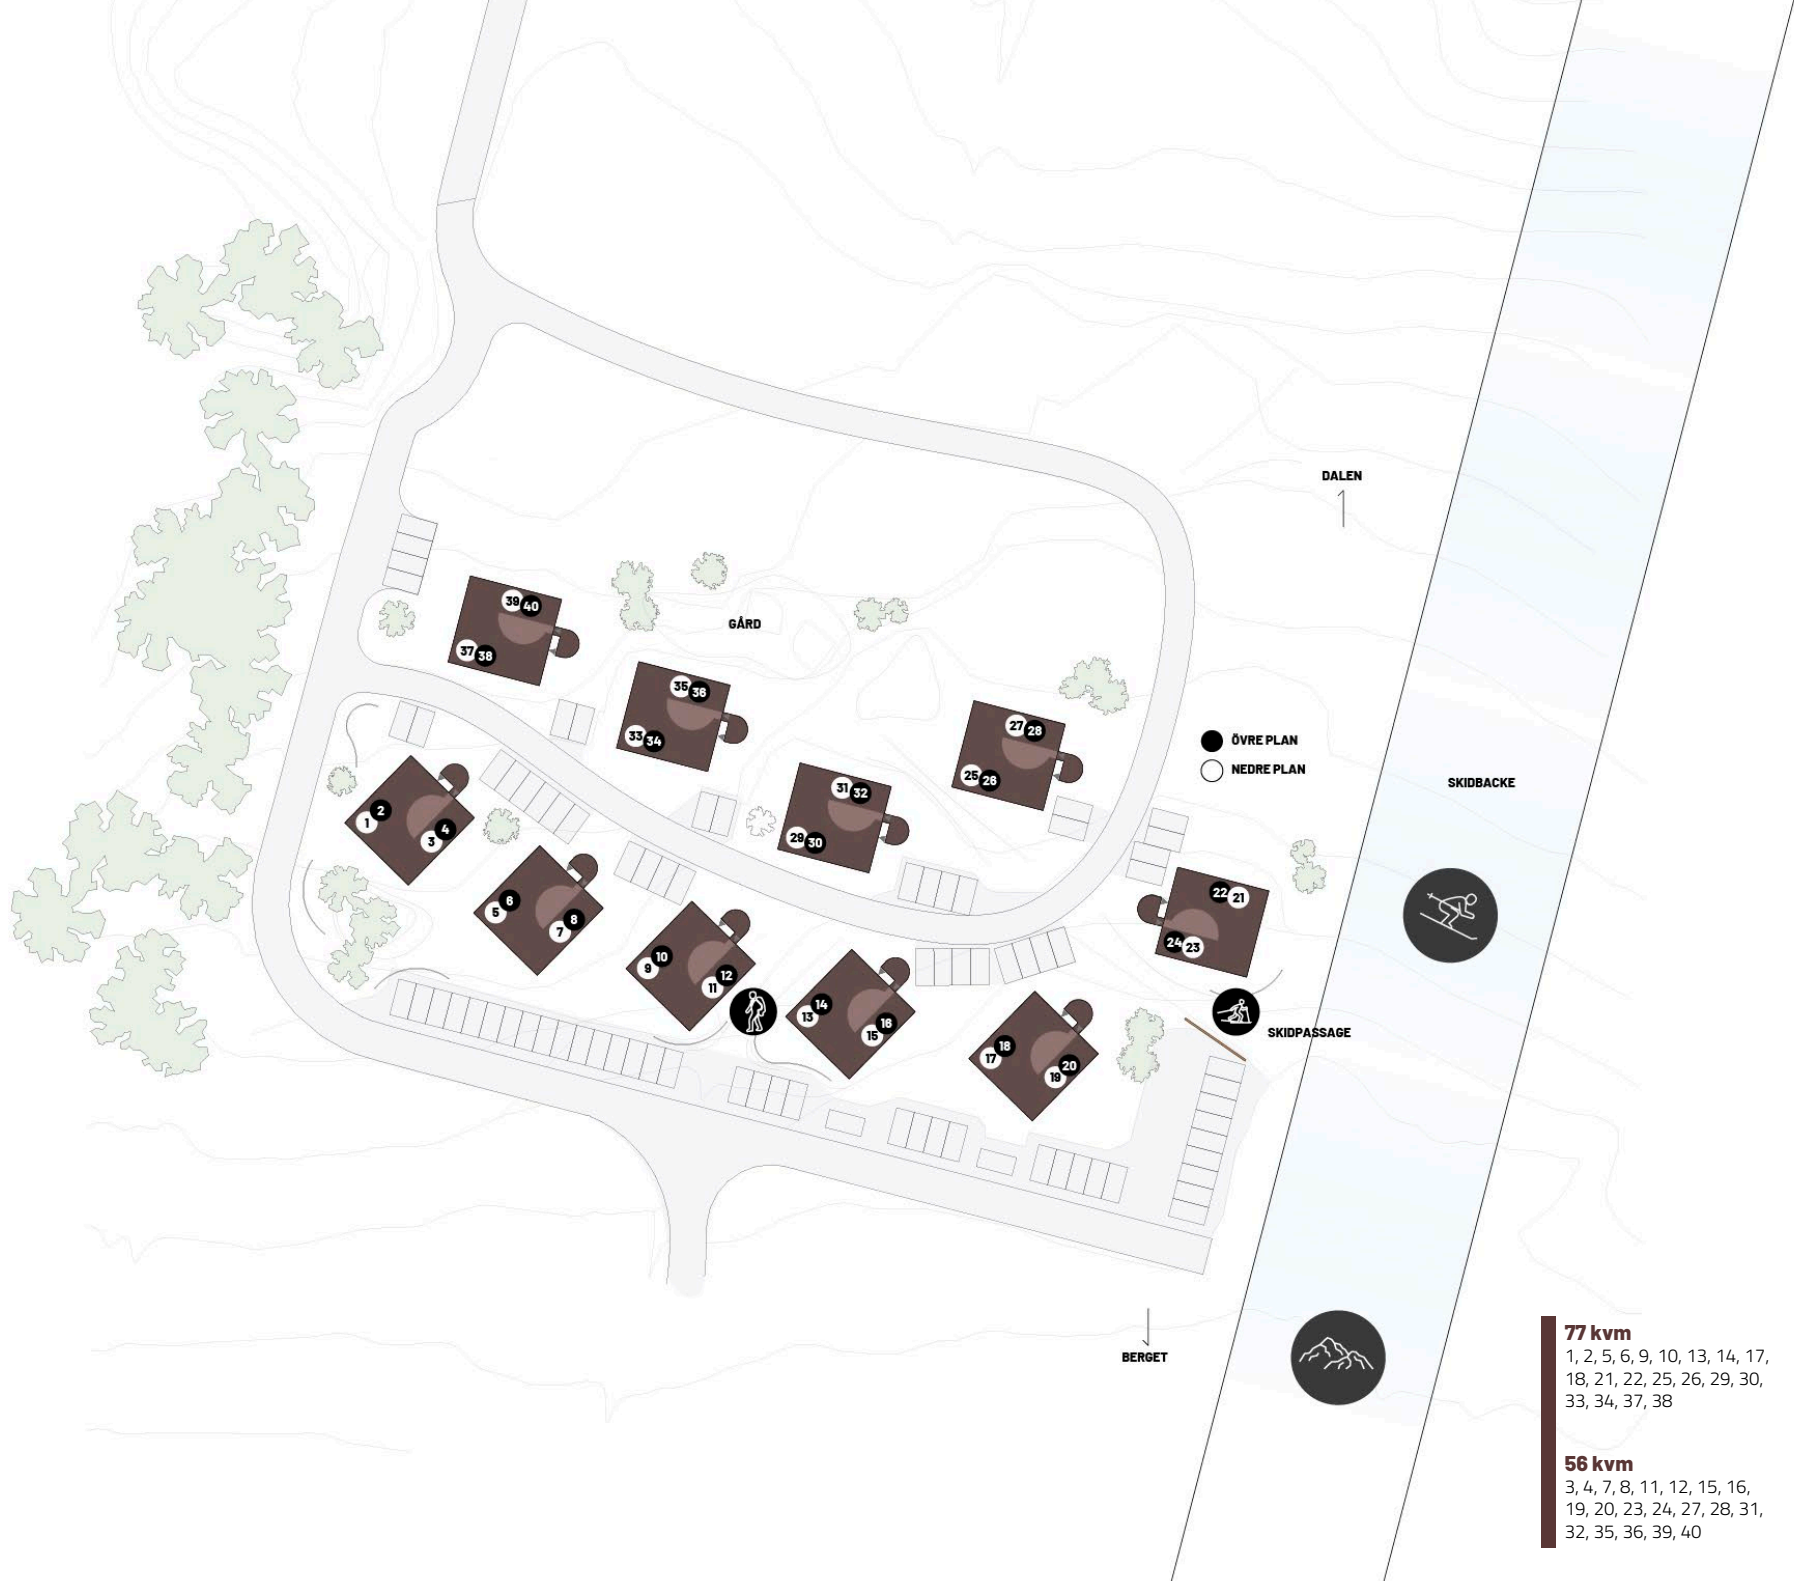 DALEN
39 40
37 38
GÅRD
35 36
33 34
27 28
25 26
ÖVRE PLAN
NEDRE PLAN
SKIDBACKE
31 32
29 30
2
1
4
3
6
5
8
7
22 21
24 23
10
9
12
11
14
13
16
15
18
17
20
19
SKIDPASSAGE
BERGET
77 kvm
1, 2, 5, 6, 9, 10, 13, 14, 17,
18, 21, 22, 25, 26, 29, 30,
33, 34, 37, 38
56 kvm
3, 4, 7, 8, 11, 12, 15, 16,
19, 20, 23, 24, 27, 28, 31,
32, 35, 36, 39, 40